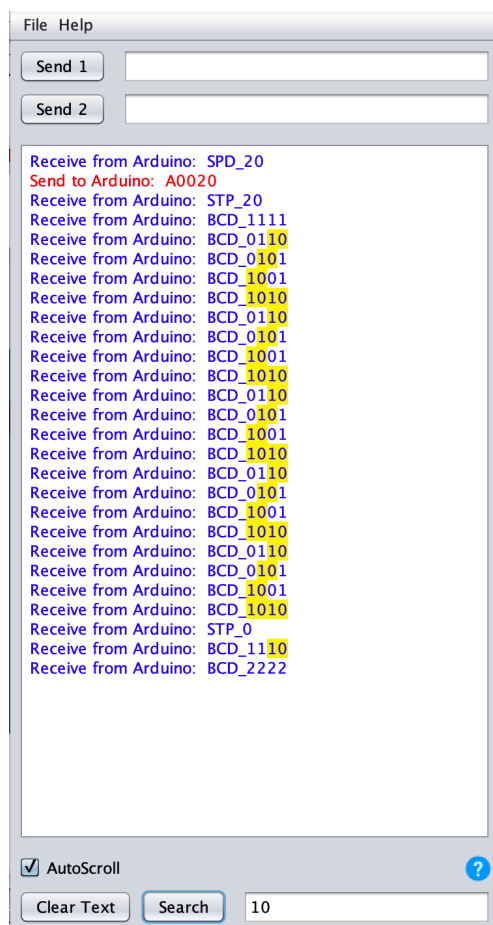 File Help
Send 1
Send 2
Receive from Arduino: SPD_20
Send to Arduino: A0020
Receive from Arduino: STP_20
Receive from Arduino: BCD_1111
Receive from Arduino: BCD_0110
Receive from Arduino: BCD_0101
Receive from Arduino: BCD_1001
Receive from Arduino: BCD_1010
Receive from Arduino: BCD_0110
Receive from Arduino: BCD_0101
Receive from Arduino: BCD_1001
Receive from Arduino: BCD_1010
Receive from Arduino: BCD_0110
Receive from Arduino: BCD_0101
Receive from Arduino: BCD_1001
Receive from Arduino: BCD_1010
Receive from Arduino: BCD_0110
Receive from Arduino: BCD_0101
Receive from Arduino: BCD_1001
Receive from Arduino: BCD_1010
Receive from Arduino: BCD_0110
Receive from Arduino: BCD_0101
Receive from Arduino: BCD_1001
Receive from Arduino: BCD_1010
Receive from Arduino: STP_0
Receive from Arduino: BCD_1110
Receive from Arduino: BCD_2222
AutoScroll ?
Clear Text Search 10